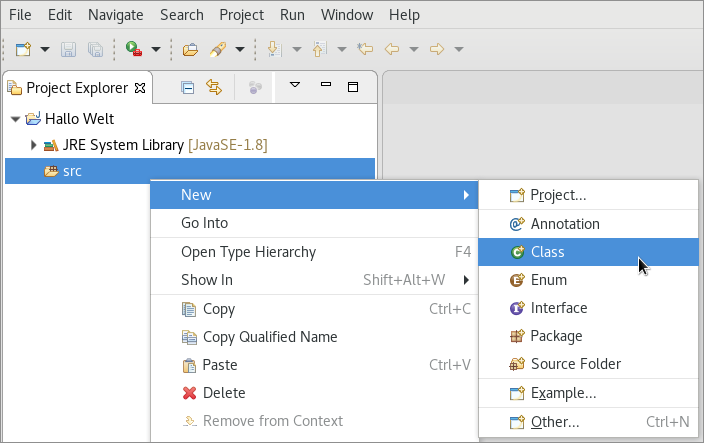 File Edit Navigate Search Project Run Window Help
Project Explorer
Hallo Welt
JRE System Library [JavaSE-1.8]
src
New
Go Into
Open Type Hierarchy F4
Show In Shift+Alt+W
Copy Ctrl+C
Copy Qualified Name
Paste Ctrl+V
Delete
Remove from Context
Project...
Annotation
Class
Enum
Interface
Package
Source Folder
Example...
Other... Ctrl+N